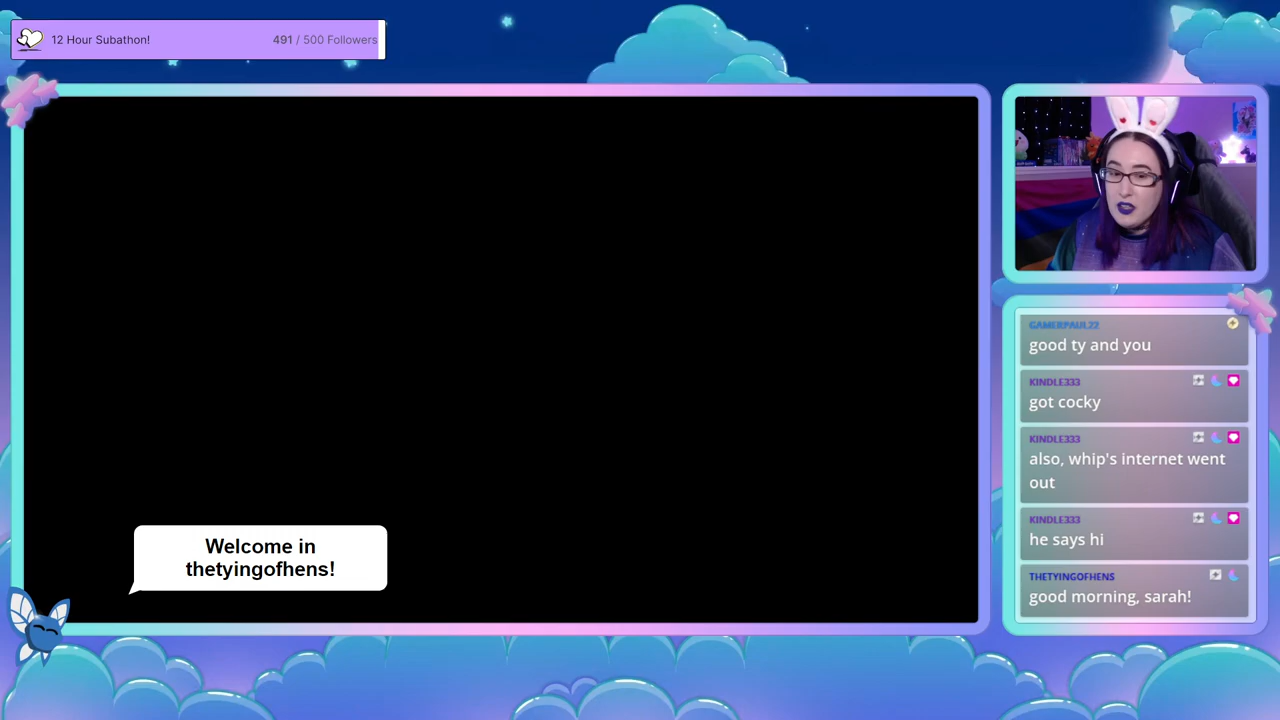 12 Hour Subathon!
491 / 500 Followers
GAMERPAUL22
good ty and you
KINDLE333
got cocky
KINDLE333
also, whip's internet went
out
KINDLE333
he says hi
THETYINGOFHENS
good morning, sarah!
Welcome in
thetyingofhens!